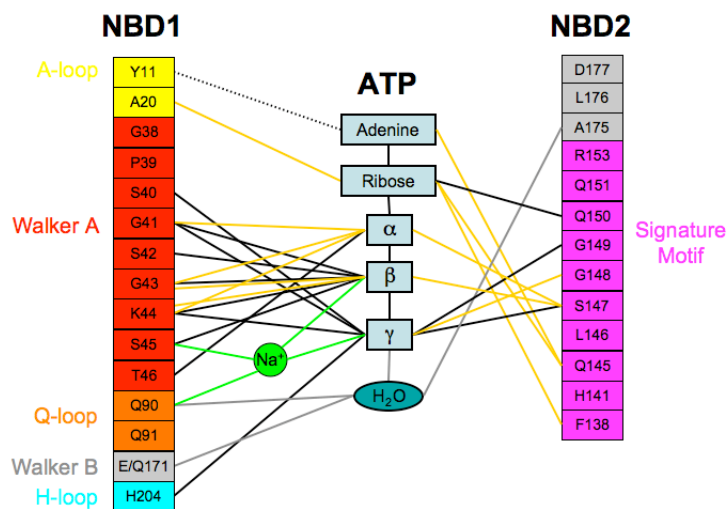 NBD1
NBD2
ATP
A-loop
Walker A
Q-loop
Walker B
H-loop
Y11
A20
G38
P39
S40
G41
S42
G43
K44
S45
T46
Q90
Q91
E/Q171
H204
Adenine
Ribose
α
β
γ
Na⁺
H₂O
D177
L176
A175
R153
Q151
Q150
G149
G148
S147
L146
Q145
H141
F138
Signature
Motif